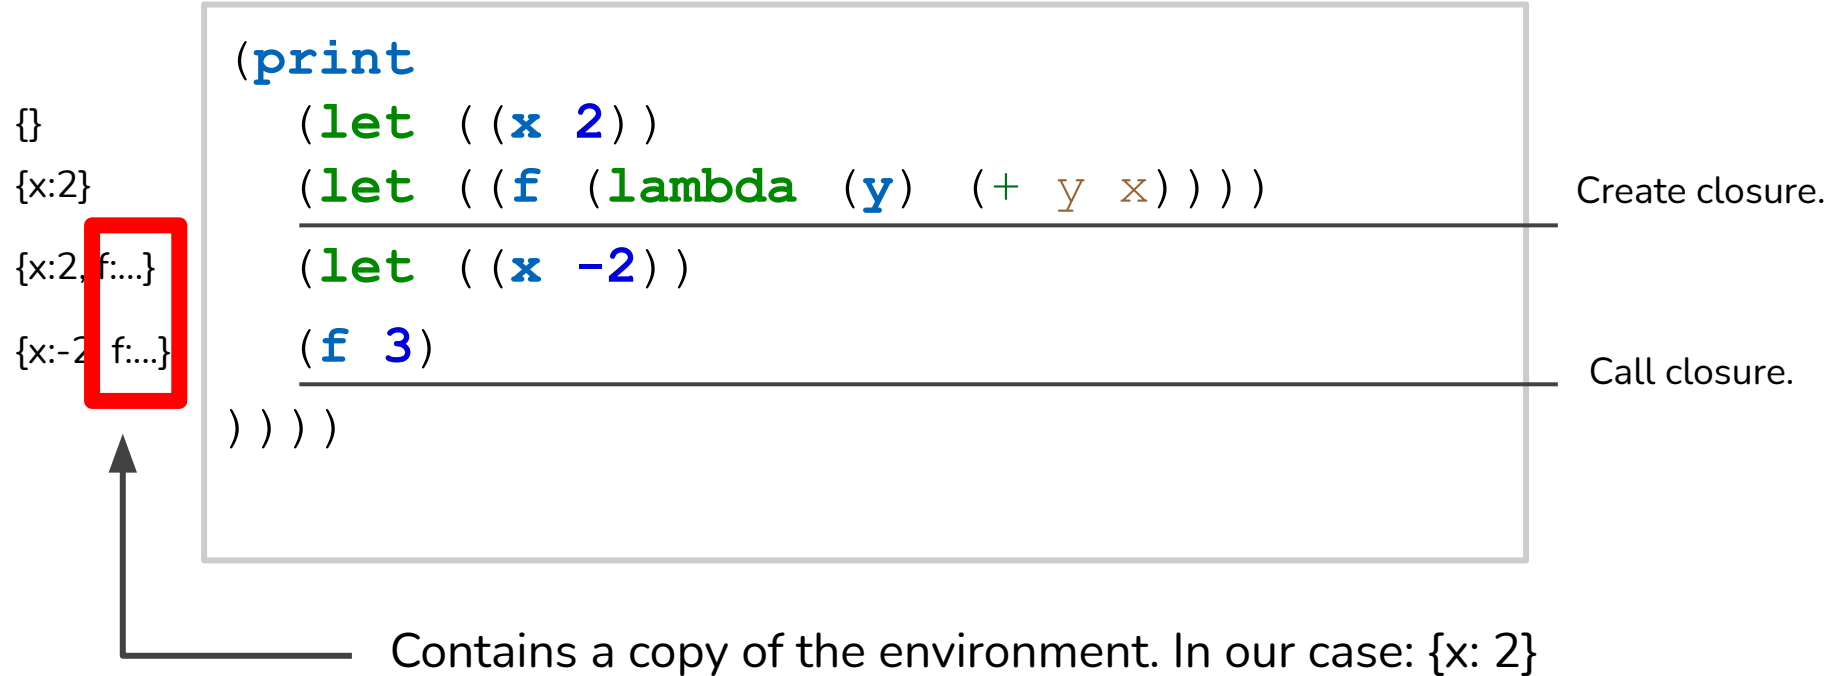 (print
{} (let ((x 2))
{x:2} (let ((f (lambda (y) (+ y x)))) Create closure.
{x:2, f:...} (let ((x -2))
{x:-2 f:...} (f 3)
Call closure.
))))
Contains a copy of the environment. In our case: {x: 2}